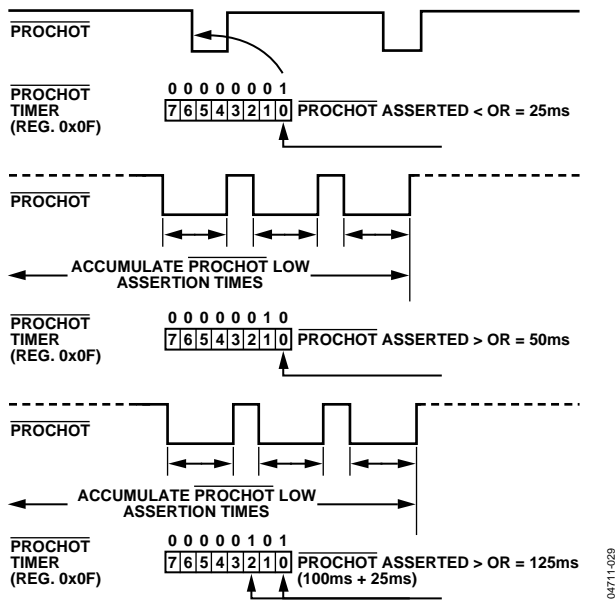 PROCHOT
PROCHOT
TIMER
(REG. 0x0F)
0 0 0 0 0 0 0 1
7 6 5 4 3 2 1 0
PROCHOT ASSERTED < OR = 25ms
PROCHOT
ACCUMULATE PROCHOT LOW
ASSERTION TIMES
PROCHOT
TIMER
(REG. 0x0F)
0 0 0 0 0 0 1 0
7 6 5 4 3 2 1 0
PROCHOT ASSERTED > OR = 50ms
PROCHOT
ACCUMULATE PROCHOT LOW
ASSERTION TIMES
PROCHOT
TIMER
(REG. 0x0F)
0 0 0 0 0 1 0 1
7 6 5 4 3 2 1 0
PROCHOT ASSERTED > OR = 125ms
(100ms + 25ms)
04711-029